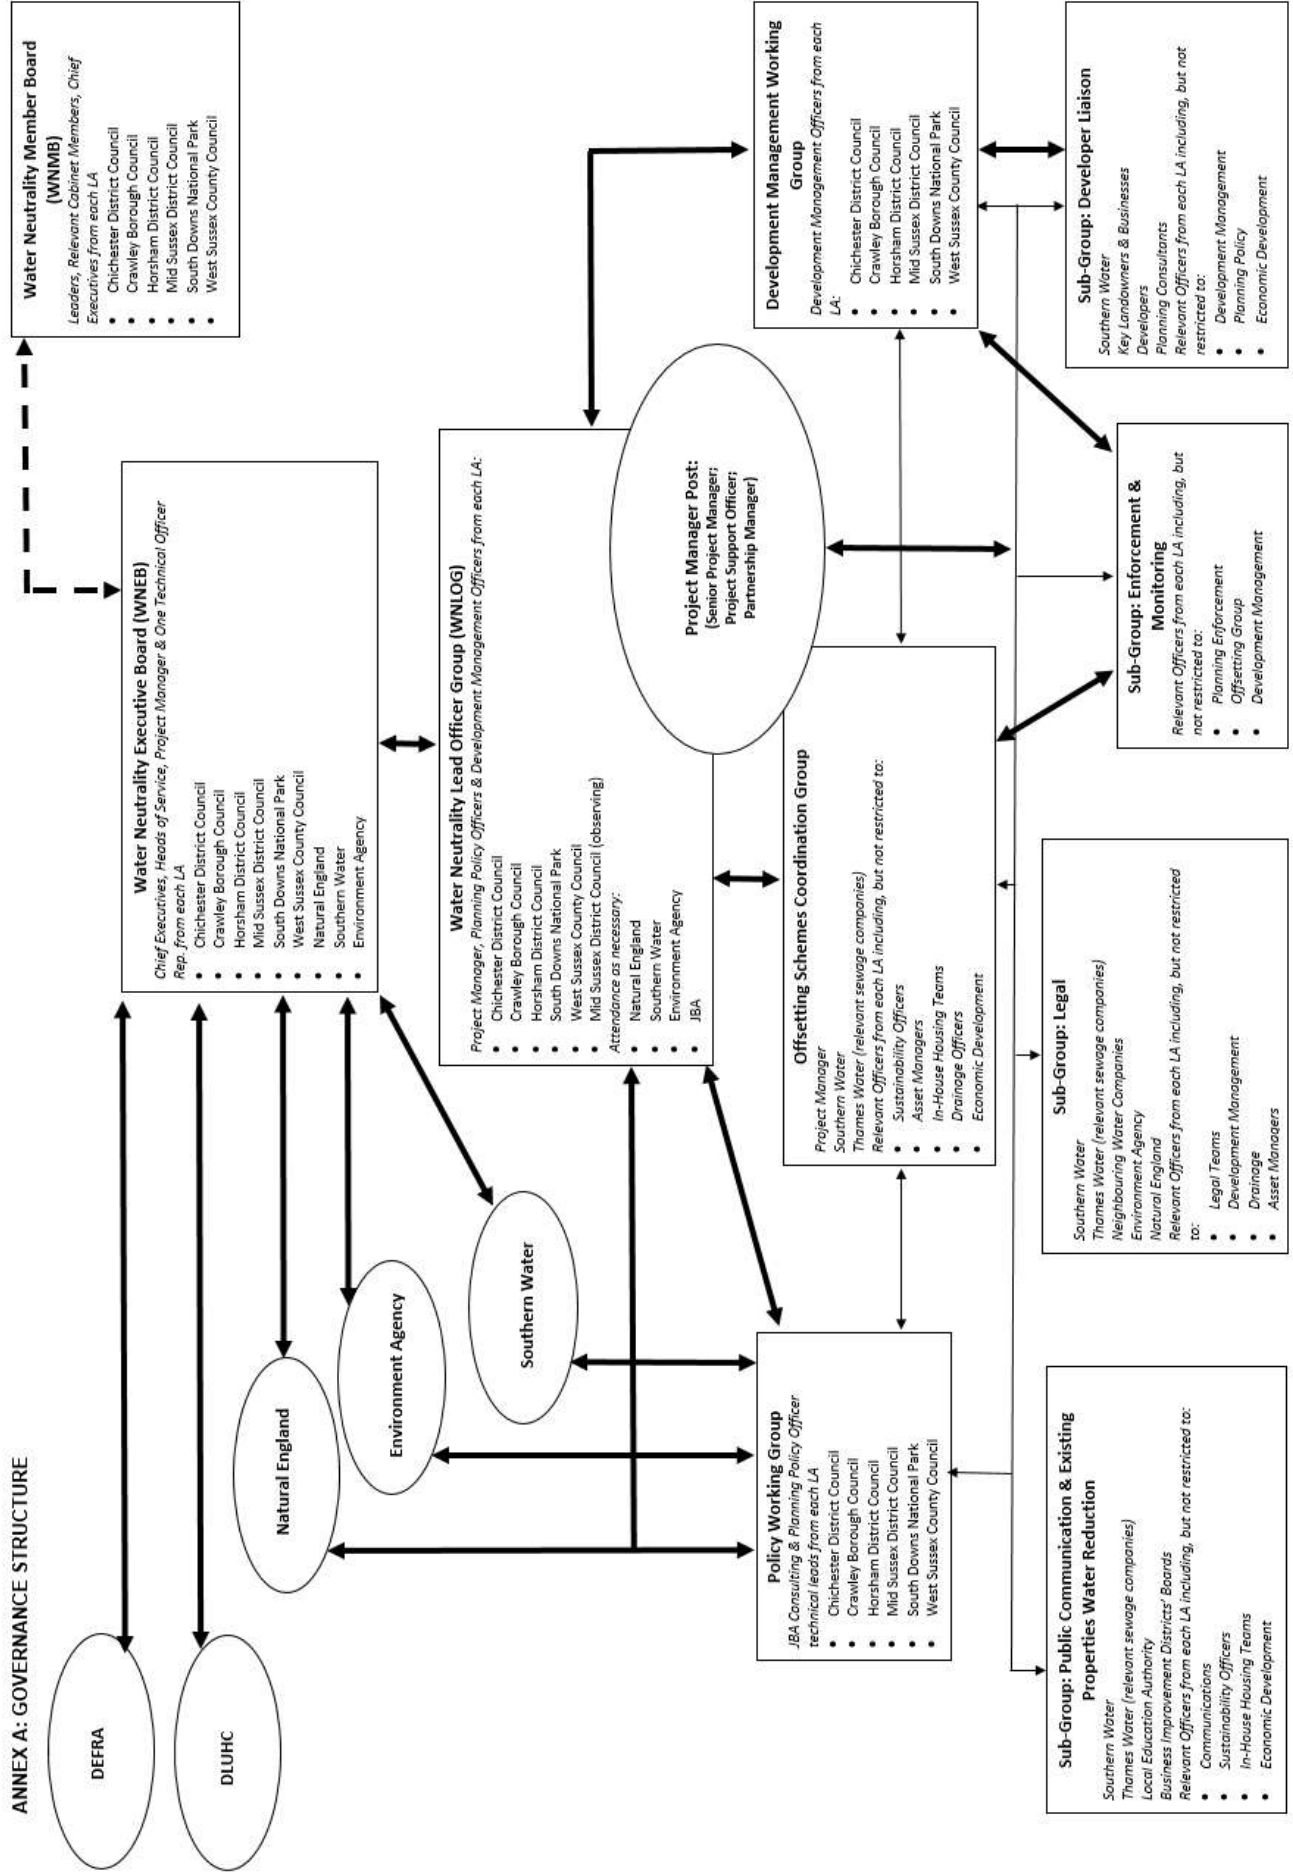 ANNEX A: GOVERNANCE STRUCTURE
Water Neutrality Member Board
(WNMB)
Leaders, Relevant Cabinet Members, Chief
Executives from each LA
• Chichester District Council
• Crawley Borough Council
• Horsham District Council
• Mid Sussex District Council
• South Downs National Park
• West Sussex County Council
DEFRA
DLUHC
Natural England
Environment Agency
Southern Water
Water Neutrality Executive Board (WNEB)
Chief Executives, Heads of Service, Project Manager & One Technical Officer
Rep. from each LA
• Chichester District Council
• Crawley Borough Council
• Horsham District Council
• Mid Sussex District Council
• South Downs National Park
• West Sussex County Council
• Natural England
• Southern Water
• Environment Agency
Water Neutrality Lead Officer Group (WNLOG)
Project Manager, Planning Policy Officers & Development Management Officers from each LA:
• Chichester District Council
• Crawley Borough Council
• Horsham District Council
• South Downs National Park
• West Sussex County Council
• Mid Sussex District Council (observing)
Attendance as necessary:
• Natural England
• Southern Water
• Environment Agency
• JBA
Project Manager Post:
(Senior Project Manager;
Project Support Officer;
Partnership Manager)
Policy Working Group
JBA Consulting & Planning Policy Officer
technical leads from each LA
• Chichester District Council
• Crawley Borough Council
• Horsham District Council
• Mid Sussex District Council
• South Downs National Park
• West Sussex County Council
Offsetting Schemes Coordination Group
Project Manager
Southern Water
Thames Water (relevant sewage companies)
Relevant Officers from each LA including, but not restricted to:
• Sustainability Officers
• Asset Managers
• In-House Housing Teams
• Drainage Officers
• Economic Development
Development Management Working
Group
Development Management Officers from each
LA:
• Chichester District Council
• Crawley Borough Council
• Horsham District Council
• Mid Sussex District Council
• South Downs National Park
• West Sussex County Council
Sub-Group: Public Communication & Existing
Properties Water Reduction
Southern Water
Thames Water (relevant sewage companies)
Local Education Authority
Business Improvement Districts' Boards
Relevant Officers from each LA including, but not restricted to:
• Communications
• Sustainability Officers
• In-House Housing Teams
• Economic Development
Sub-Group: Legal
Southern Water
Thames Water (relevant sewage companies)
Neighbouring Water Companies
Environment Agency
Natural England
Relevant Officers from each LA including, but not restricted
to:
• Legal Teams
• Development Management
• Drainage
• Asset Managers
Sub-Group: Enforcement &
Monitoring
Relevant Officers from each LA including, but
not restricted to:
• Planning Enforcement
• Offsetting Group
• Development Management
Sub-Group: Developer Liaison
Southern Water
Key Landowners & Businesses
Developers
Planning Consultants
Relevant Officers from each LA including, but not
restricted to:
• Development Management
• Planning Policy
• Economic Development